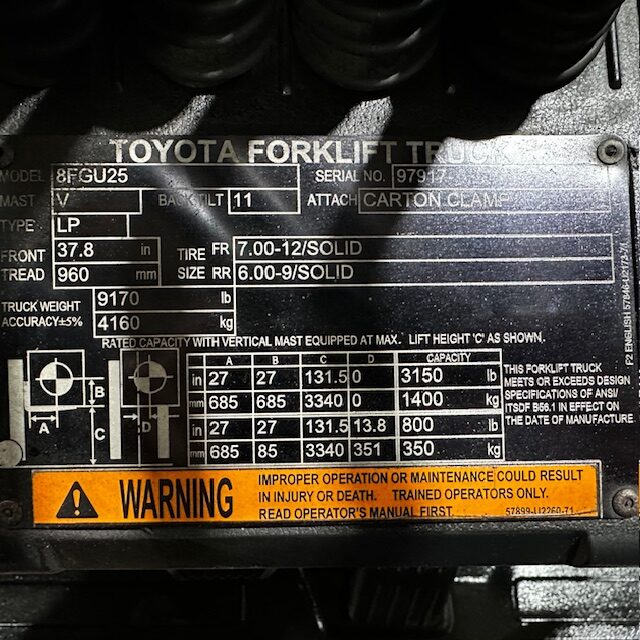 TOYOTA FORKLIFT TRUCK
MODEL 8FGU25 SERIAL NO. 97917
MAST V BACK TILT 11 ATTACH CARTON CLAMP
TYPE LP
FRONT 37.8 in TIRE FR 7.00-12/SOLID
TREAD 960 mm SIZE RR 6.00-9/SOLID
TRUCK WEIGHT 9170 lb
ACCURACY±5% 4160 kg
RATED CAPACITY WITH VERTICAL MAST EQUIPPED AT MAX. LIFT HEIGHT "C" AS SHOWN.
A B C D CAPACITY
in 27 27 131.5 0 3150 lb
mm 685 685 3340 0 1400 kg
in 27 27 131.5 13.8 800 lb
mm 685 85 3340 351 350 kg
A B C D
THIS FORKLIFT TRUCK
MEETS OR EXCEEDS DESIGN
SPECIFICATIONS OF ANSI/
ITSDF B56.1 IN EFFECT ON
THE DATE OF MANUFACTURE.
F2 ENGLISH
WARNING
IMPROPER OPERATION OR MAINTENANCE COULD RESULT
IN INJURY OR DEATH. TRAINED OPERATORS ONLY.
READ OPERATOR'S MANUAL FIRST.
57899-U2260-71